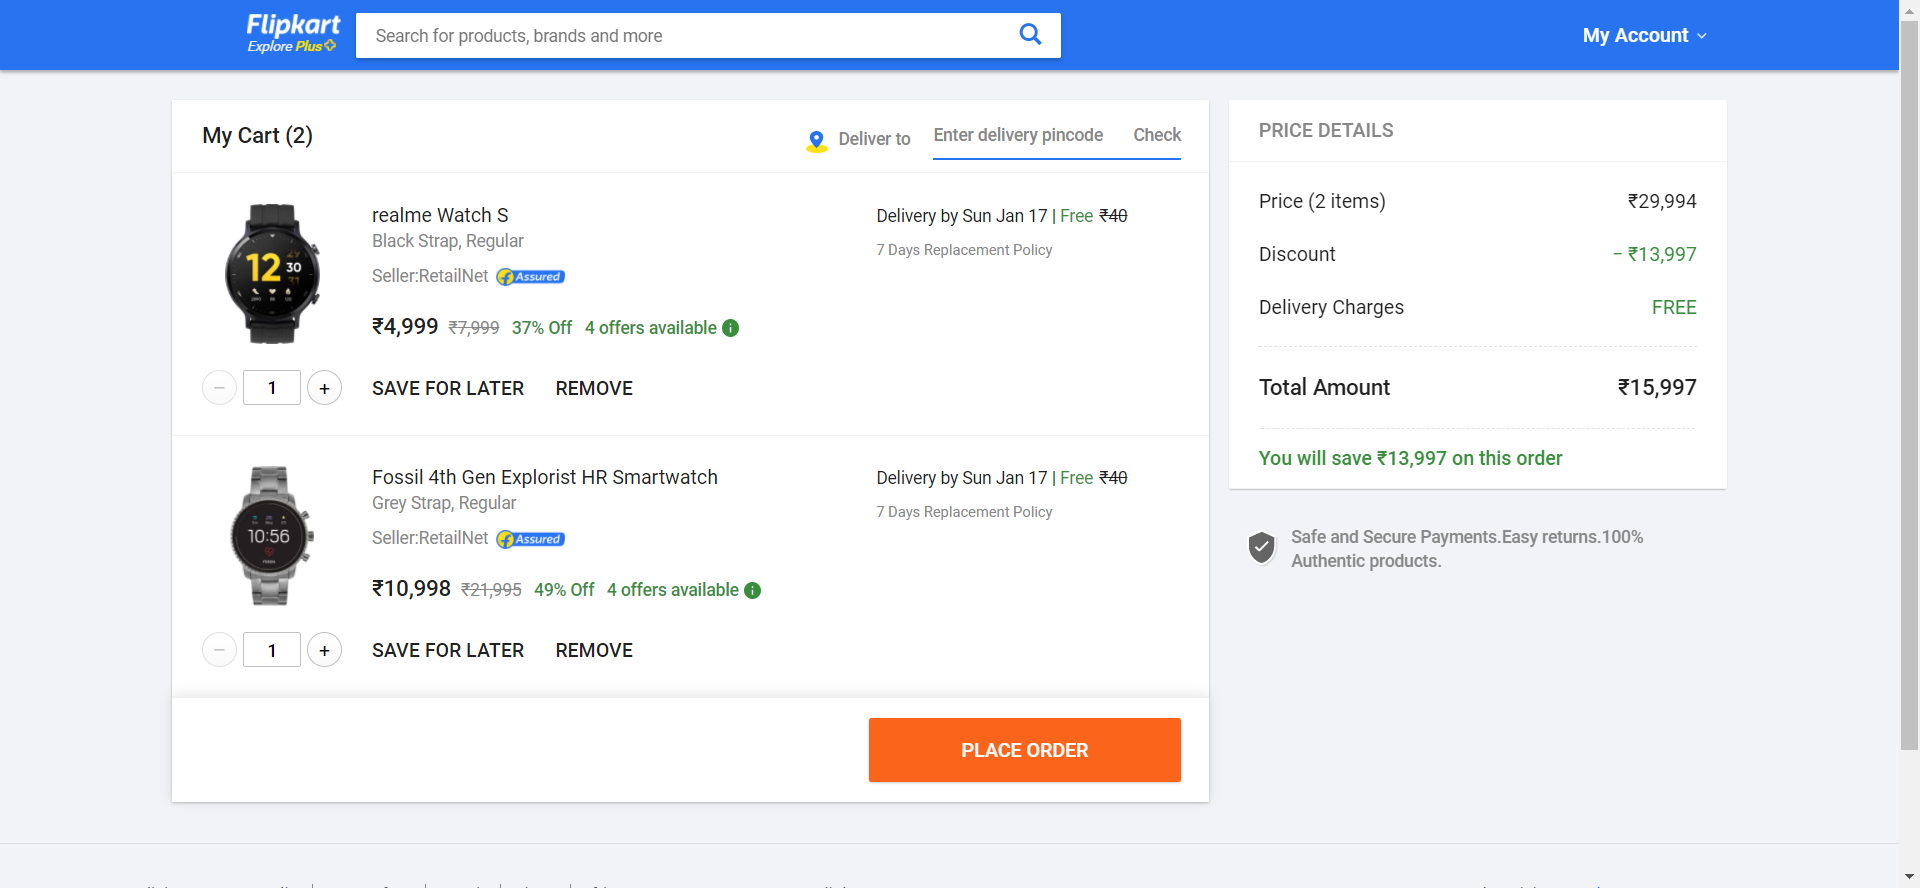 Flipkart
Explore Plus
Search for products, brands and more
My Account
My Cart (2)
Deliver to
Enter delivery pincode
Check
realme Watch S
Black Strap, Regular
Seller:RetailNet
Assured
₹4,999 ₹7,999 37% Off 4 offers available
Delivery by Sun Jan 17 | Free ₹40
7 Days Replacement Policy
12 30
− 1 +
SAVE FOR LATER
REMOVE
Fossil 4th Gen Explorist HR Smartwatch
Grey Strap, Regular
Seller:RetailNet
Assured
₹10,998 ₹21,995 49% Off 4 offers available
Delivery by Sun Jan 17 | Free ₹40
7 Days Replacement Policy
10:56
− 1 +
SAVE FOR LATER
REMOVE
PLACE ORDER
PRICE DETAILS
Price (2 items) ₹29,994
Discount − ₹13,997
Delivery Charges FREE
Total Amount ₹15,997
You will save ₹13,997 on this order
Safe and Secure Payments.Easy returns.100%
Authentic products.